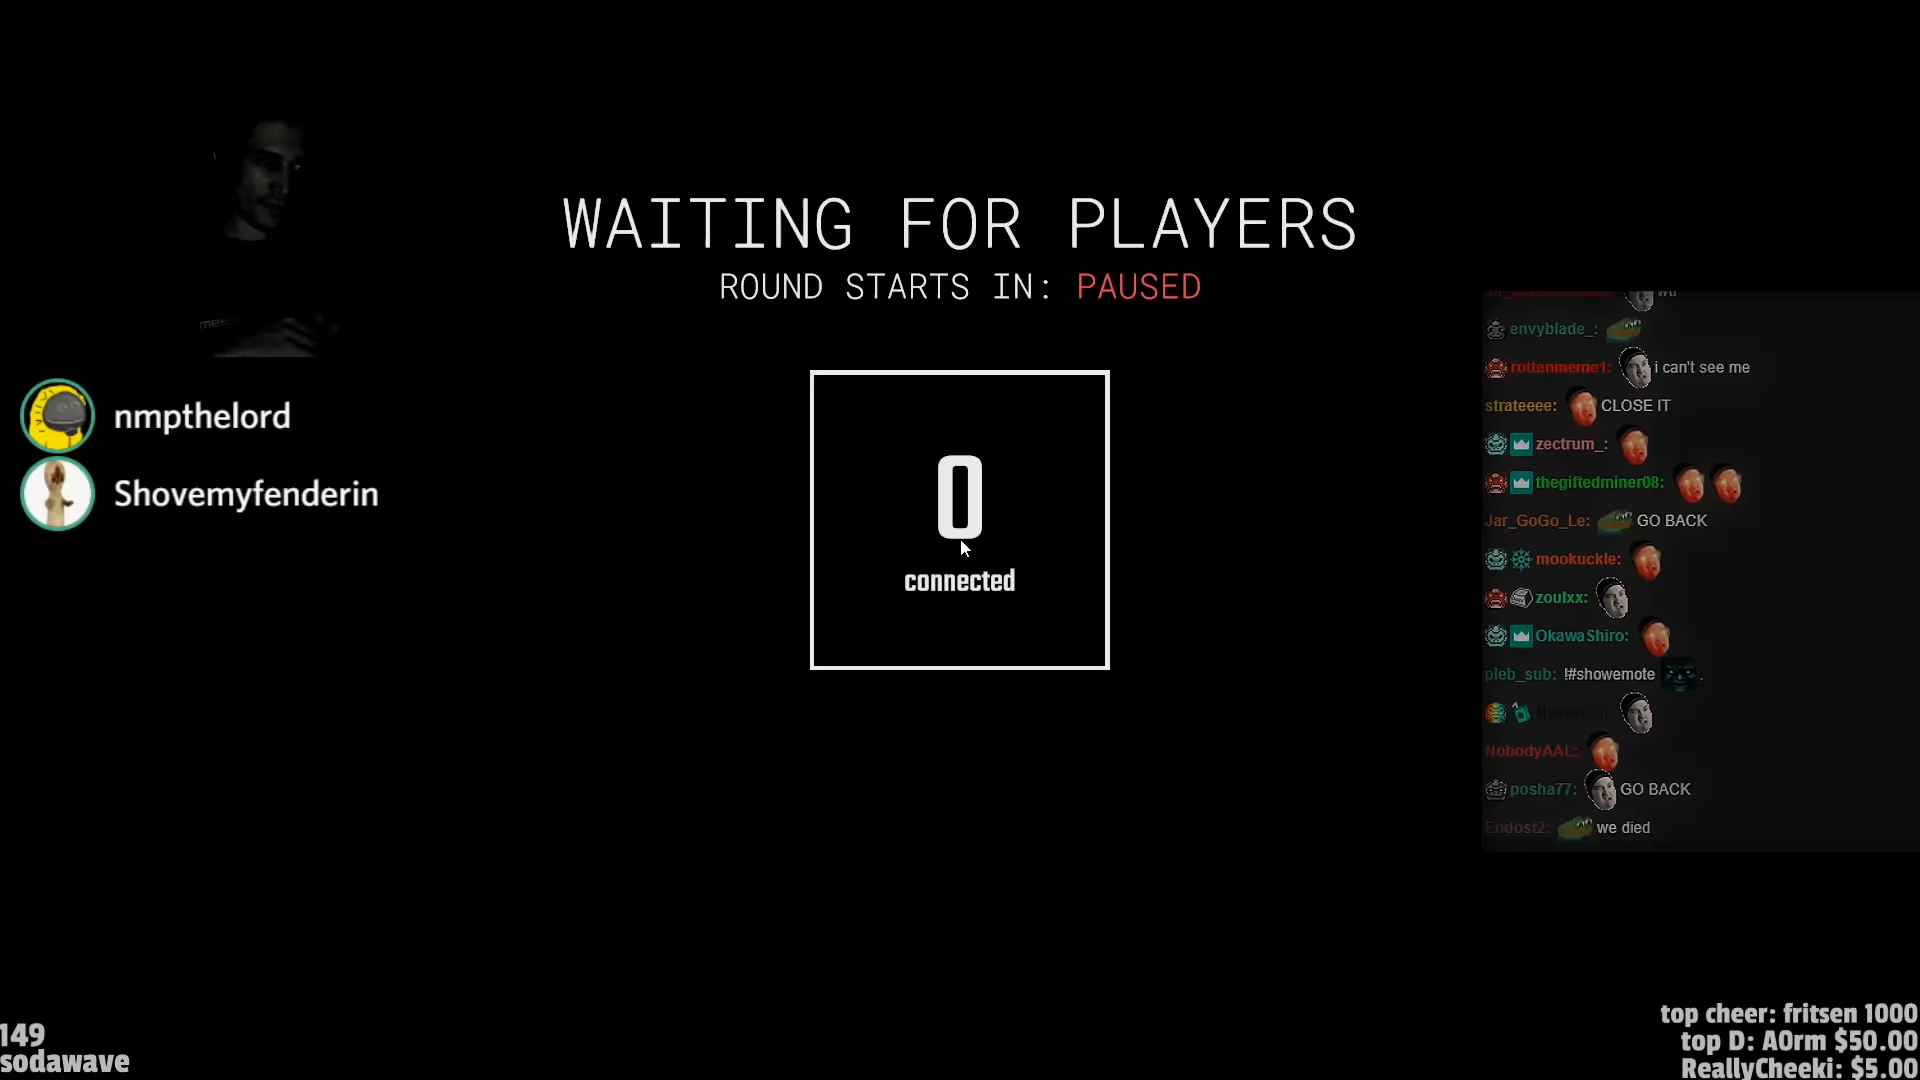 WAITING FOR PLAYERS
ROUND STARTS IN: PAUSED
0
connected
nmpthelord
Shovemyfenderin
envyblade_:
rottenmeme1: i can't see me
strateeee: CLOSE IT
zectrum_:
thegiftedminer08:
Jar_GoGo_Le: GO BACK
mookuckle:
zoulxx:
OkawaShiro:
pleb_sub: !#showemote .
NobodyAAL:
posha77: GO BACK
Endost2: we died
149
sodawave
top cheer: fritsen 1000
top D: A0rm $50.00
ReallyCheeki: $5.00